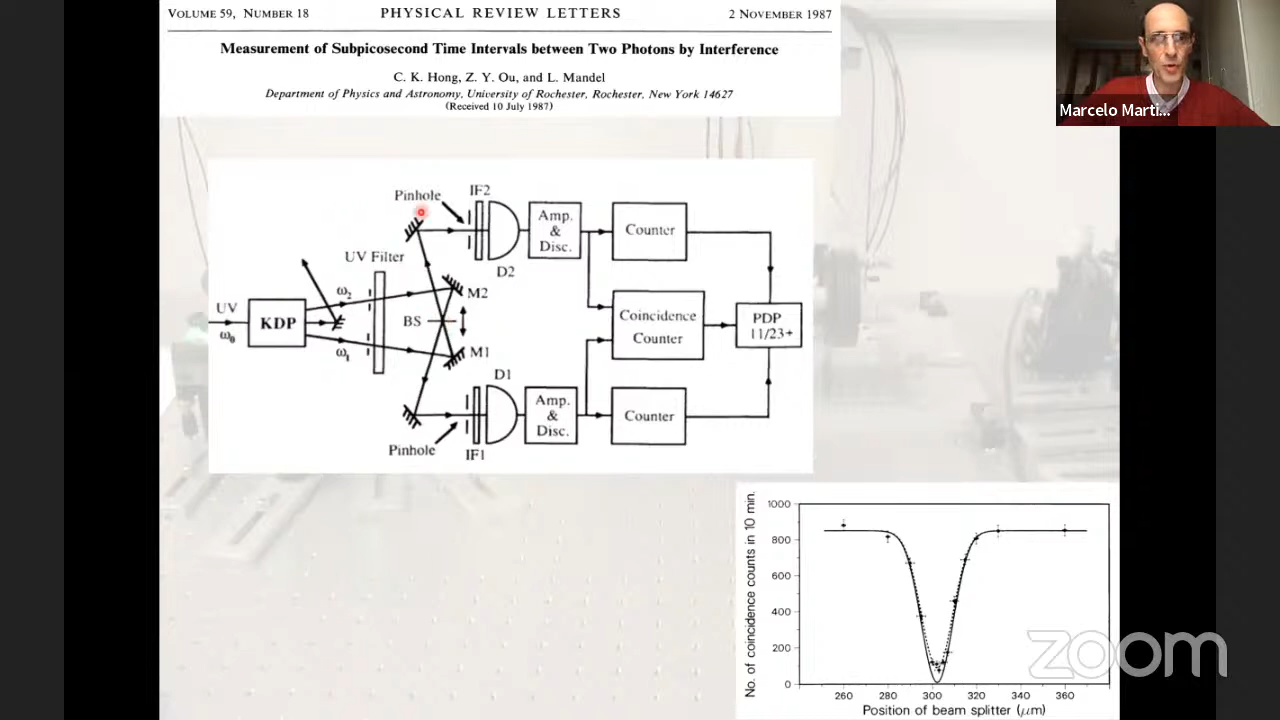 VOLUME 59, NUMBER 18 PHYSICAL REVIEW LETTERS 2 NOVEMBER 1987
Measurement of Subpicosecond Time Intervals between Two Photons by Interference
C. K. Hong, Z. Y. Ou, and L. Mandel
Department of Physics and Astronomy, University of Rochester, Rochester, New York 14627
(Received 10 July 1987)
Marcelo Marti...
Pinhole
IF2
Amp.
&
Disc.
Counter
D2
UV Filter
UV
ω₀
KDP
ω₂
ω₁
BS
M2
M1
Coincidence
Counter
PDP
11/23+
D1
Amp.
&
Disc.
Counter
Pinhole
IF1
No. of coincidence counts in 10 min.
1000
800
600
400
200
0
260 280 300 320 340 360
Position of beam splitter (μm)
zoom